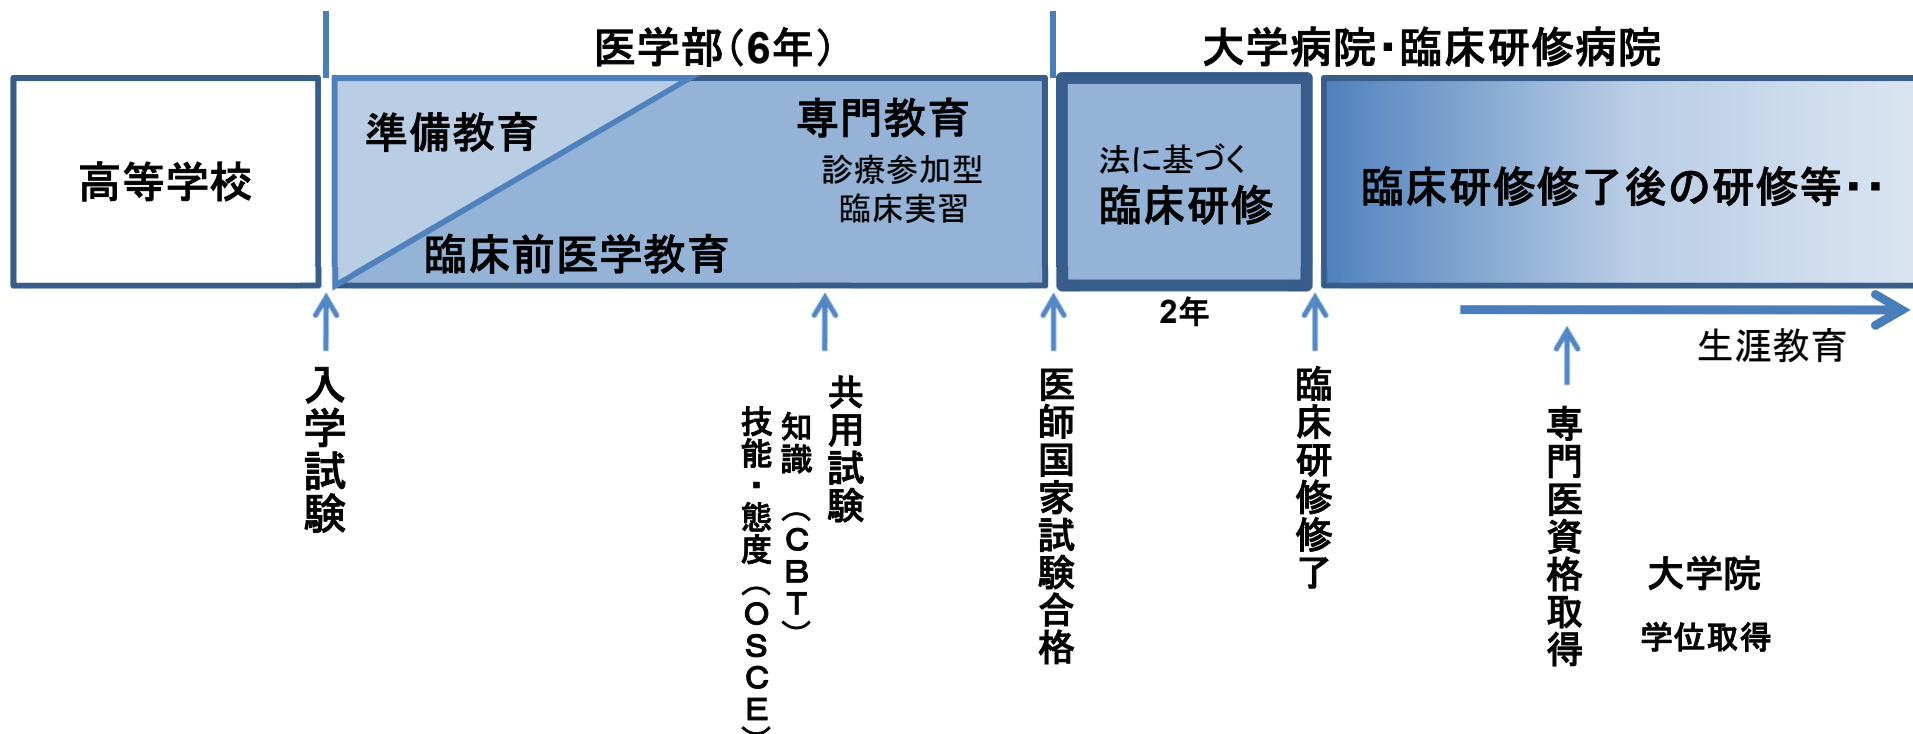 医学部（6年）
大学病院・臨床研修病院
高等学校
準備教育
臨床前医学教育
専門教育
診療参加型
臨床実習
法に基づく
臨床研修
臨床研修修了後の研修等・・
2年
生涯教育
入学試験
共用試験
知識　（ＣＢＴ）
技能・態度（ＯＳＣＥ）
医師国家試験合格
臨床研修修了
専門医資格取得
大学院
学位取得